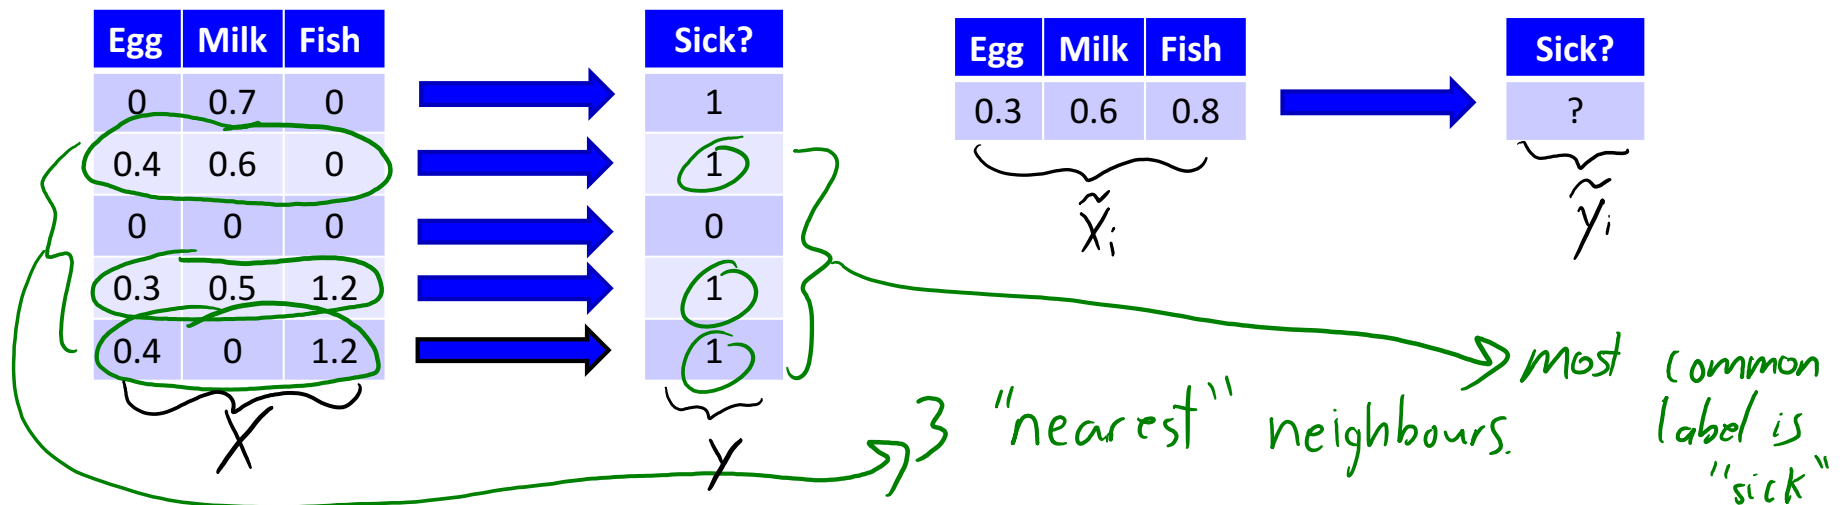 Egg Milk Fish Sick? Egg Milk Fish Sick?
0 0.7 0 1 0.3 0.6 0.8 ?
0.4 0.6 0 1
0 0 0 0
0.3 0.5 1.2 1
0.4 0 1.2 1
X̃ᵢ ỹᵢ
X y
3 "nearest" neighbours.
most common
label is
"sick"